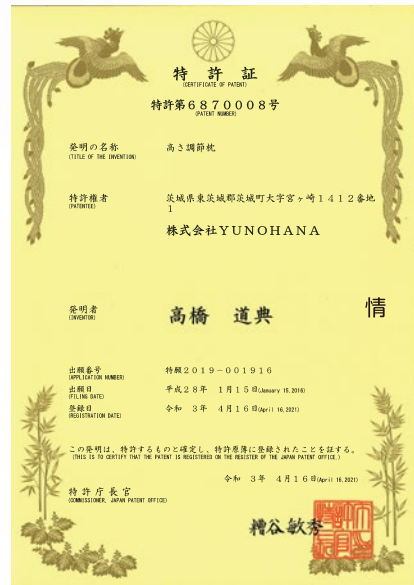 特許証
(CERTIFICATE OF PATENT)
特許第6870008号
(PATENT NUMBER)
発明の名称 高さ調節枕
(TITLE OF THE INVENTION)
特許権者 茨城県東茨城郡茨城町大字宮ヶ崎1412番地
(PATENTEE) 1
株式会社YUNOHANA
発明者 高橋 道典 情
(INVENTOR)
出願番号 特願2019-001916
(APPLICATION NUMBER)
出願日 平成28年 1月15日(January 15,2016)
(FILING DATE)
登録日 令和 3年 4月16日(April 16,2021)
(REGISTRATION DATE)
この発明は、特許するものと確定し、特許原簿に登録されたことを証する。
(THIS IS TO CERTIFY THAT THE PATENT IS REGISTERED ON THE REGISTER OF THE JAPAN PATENT OFFICE.)
令和 3年 4月16日(April 16,2021)
特許庁長官
(COMMISSIONER, JAPAN PATENT OFFICE)
糟谷敏秀